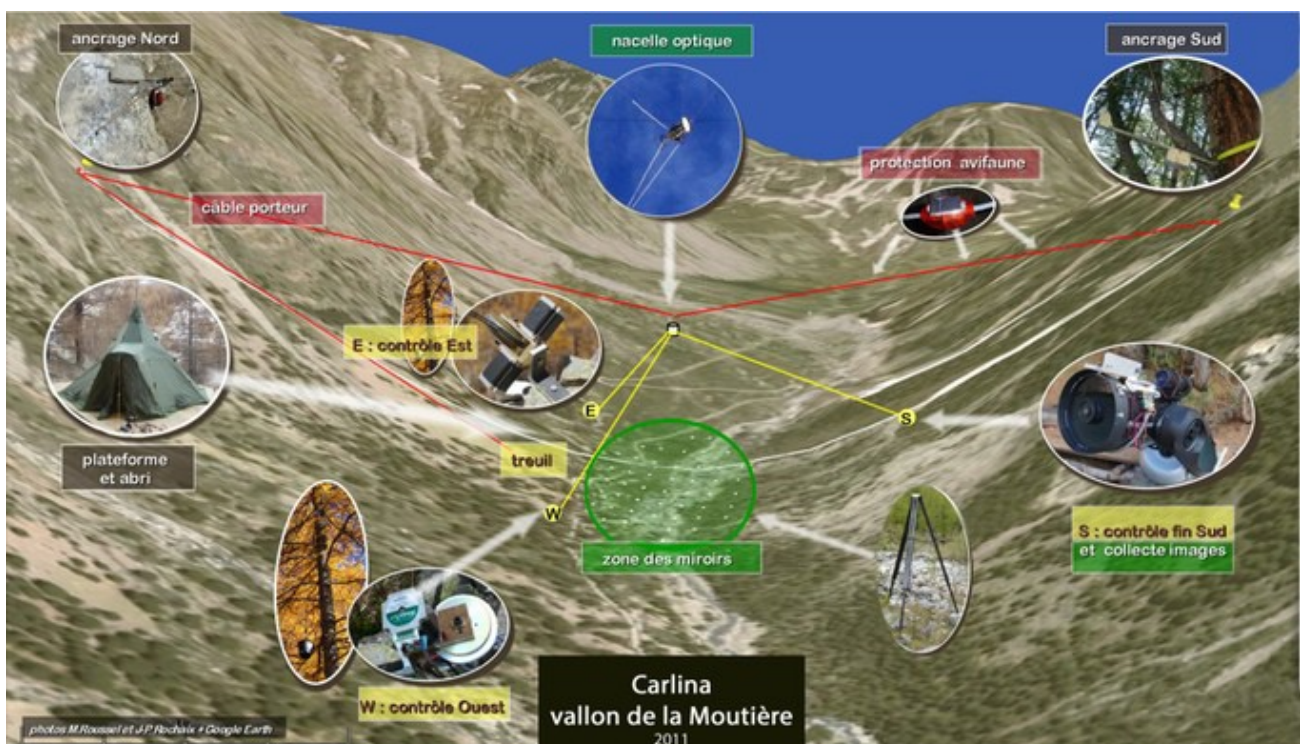 ancrage Nord
nacelle optique
ancrage Sud
protection avifaune
câble porteur
E : contrôle Est
E
S
plateforme
et abri
treuil
W
S : contrôle fin Sud
et collecte images
zone des miroirs
W : contrôle Ouest
Carlina
vallon de la Moutière
2011
photos M.Roussel et J-P. Rochaix + Google Earth